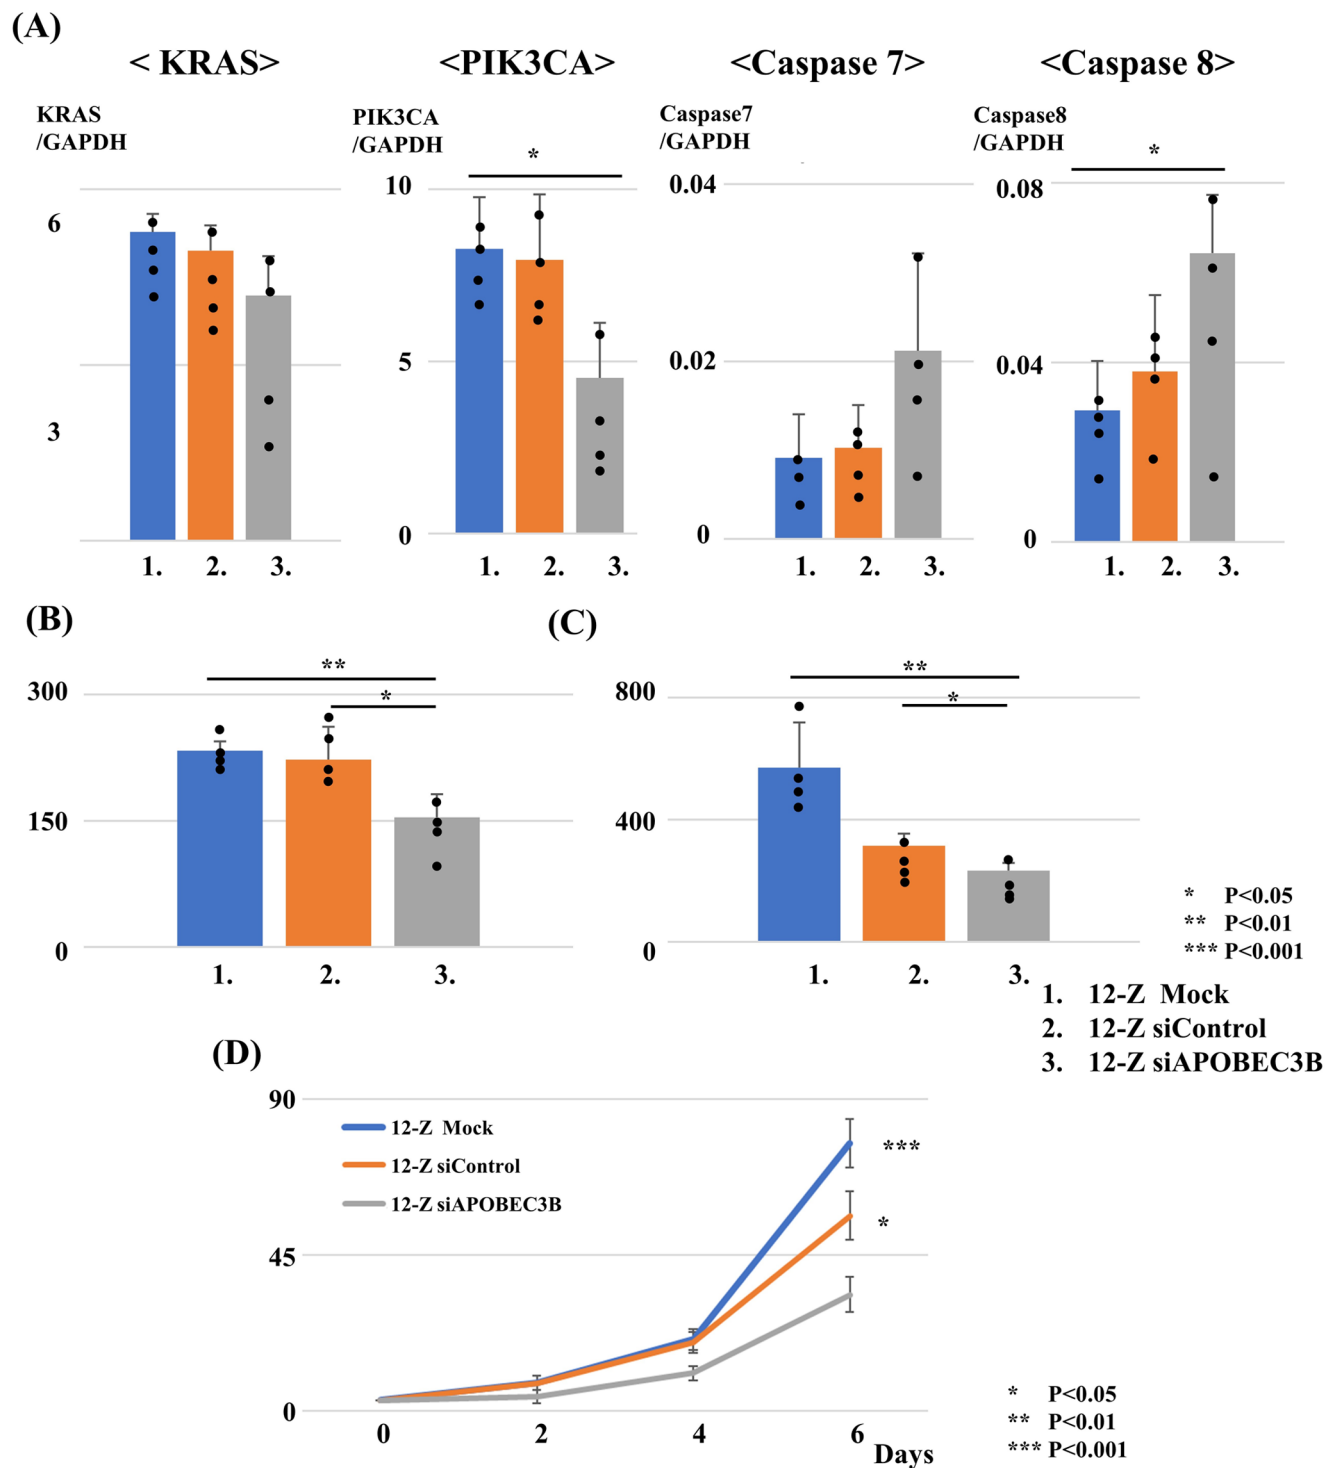 (A)
< KRAS>
<PIK3CA>
<Caspase 7>
<Caspase 8>
KRAS
/GAPDH
6
3
1. 2. 3.
PIK3CA
/GAPDH
*
10
5
0
1. 2. 3.
Caspase7
/GAPDH
0.04
0.02
0
1. 2. 3.
Caspase8
/GAPDH
*
0.08
0.04
0
1. 2. 3.
(B)
**
*
300
150
0
1. 2. 3.
(C)
**
*
800
400
0
1. 2. 3.
* P<0.05
** P<0.01
*** P<0.001
1. 12-Z Mock
2. 12-Z siControl
3. 12-Z siAPOBEC3B
(D)
90
45
0
12-Z Mock
12-Z siControl
12-Z siAPOBEC3B
***
*
0 2 4 6
Days
* P<0.05
** P<0.01
*** P<0.001